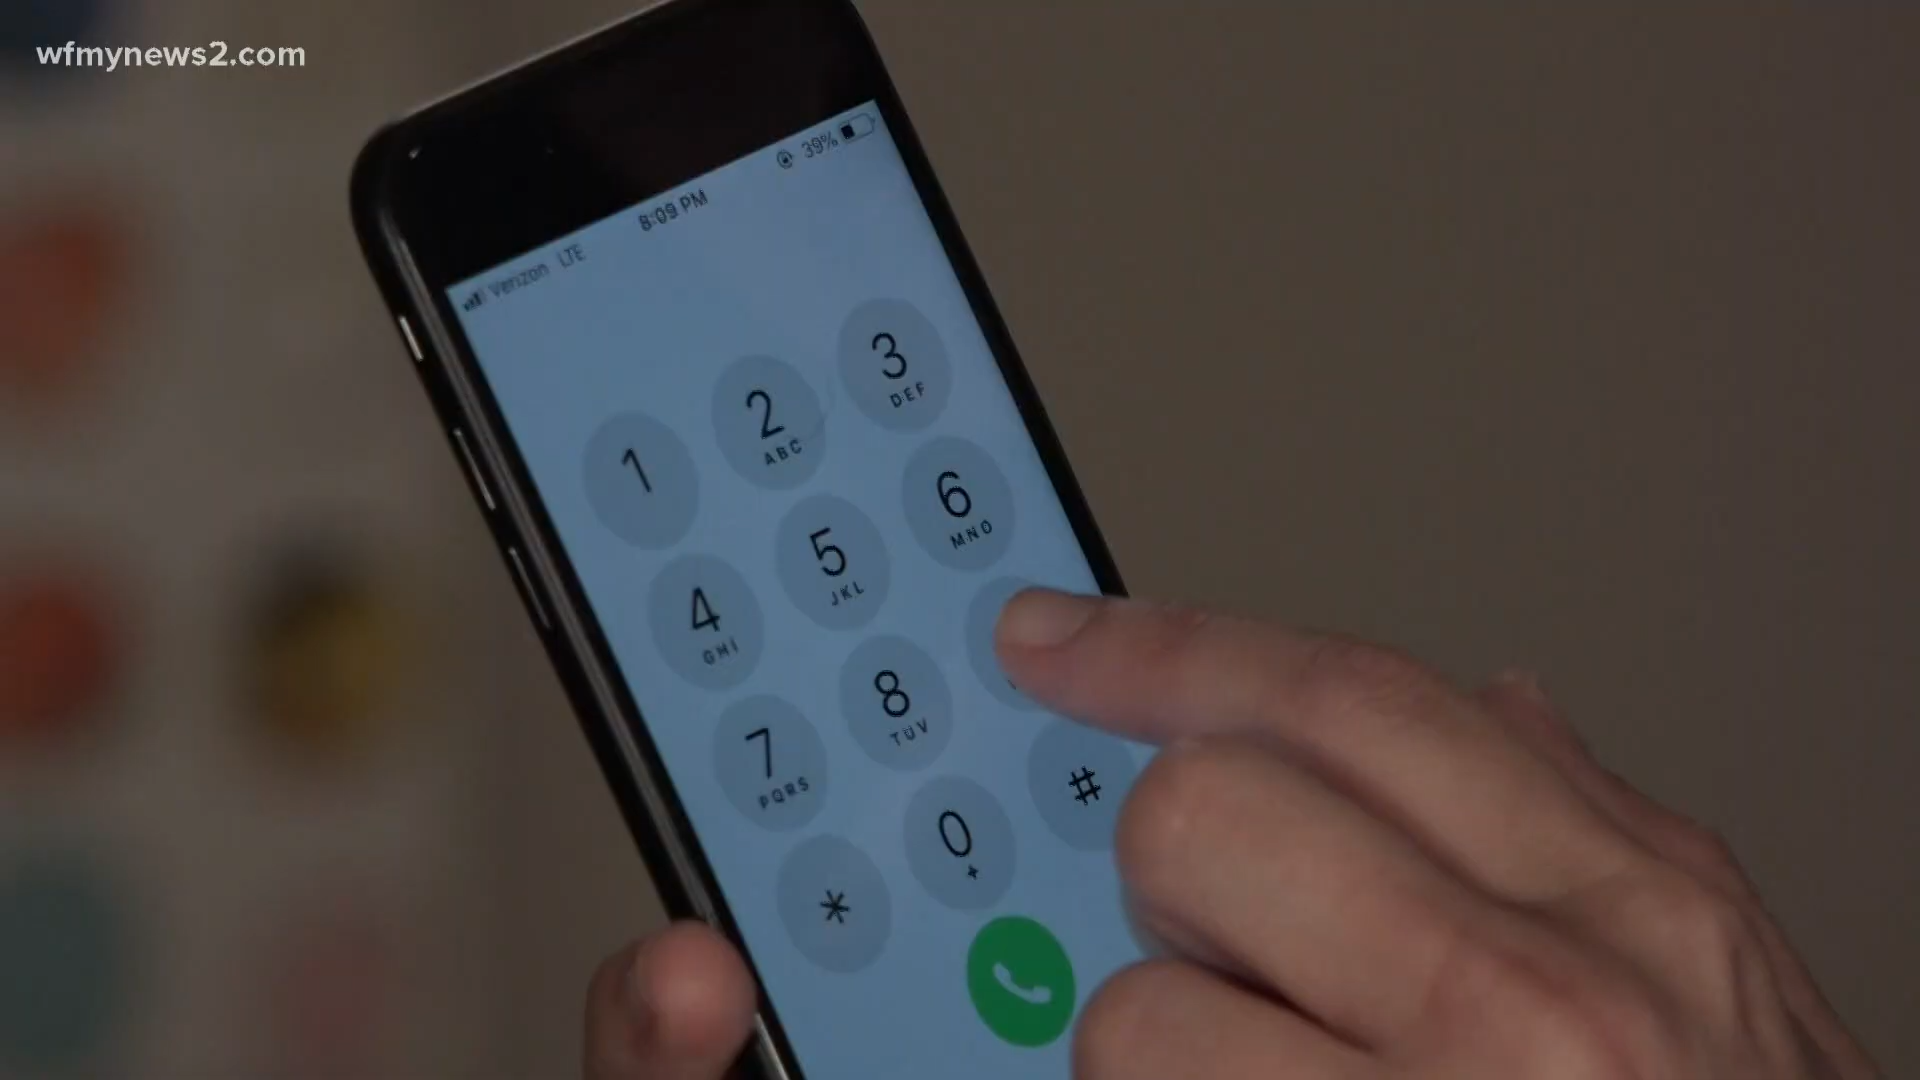 wfmynews2.com
Verizon LTE 8:09 PM 39%
1 2 ABC 3 DEF
4 GHI 5 JKL 6 MNO
7 PQRS 8 TUV
* 0 + #